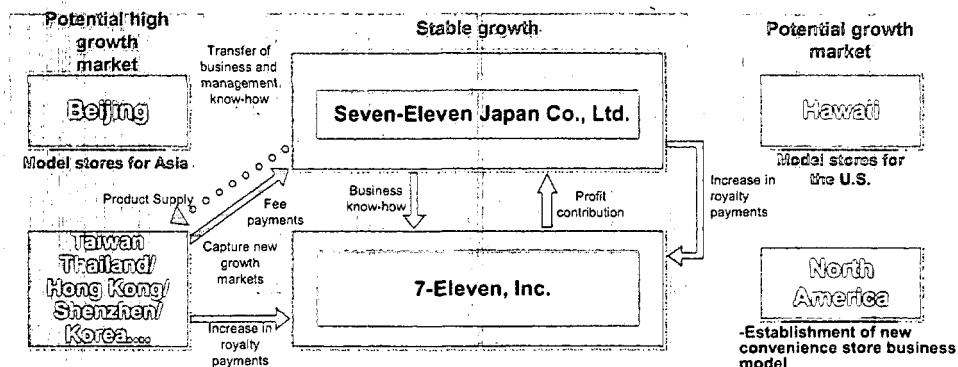 Potential high
growth
market
Beijing
Model stores for Asia
Transfer of
business and
management
know-how
Stable growth
Seven-Eleven Japan Co., Ltd.
Potential growth
market
Hawaii
Model stores for
the U.S.
Product Supply
Fee
payments
Business
know-how
Profit
contribution
Increase in
royalty
payments
Taiwan
Thailand/
Hong Kong/
Shenzhen/
Korea....
Capture new
growth
markets
Increase in
royalty
payments
7-Eleven, Inc.
North
America
-Establishment of new
convenience store business
model